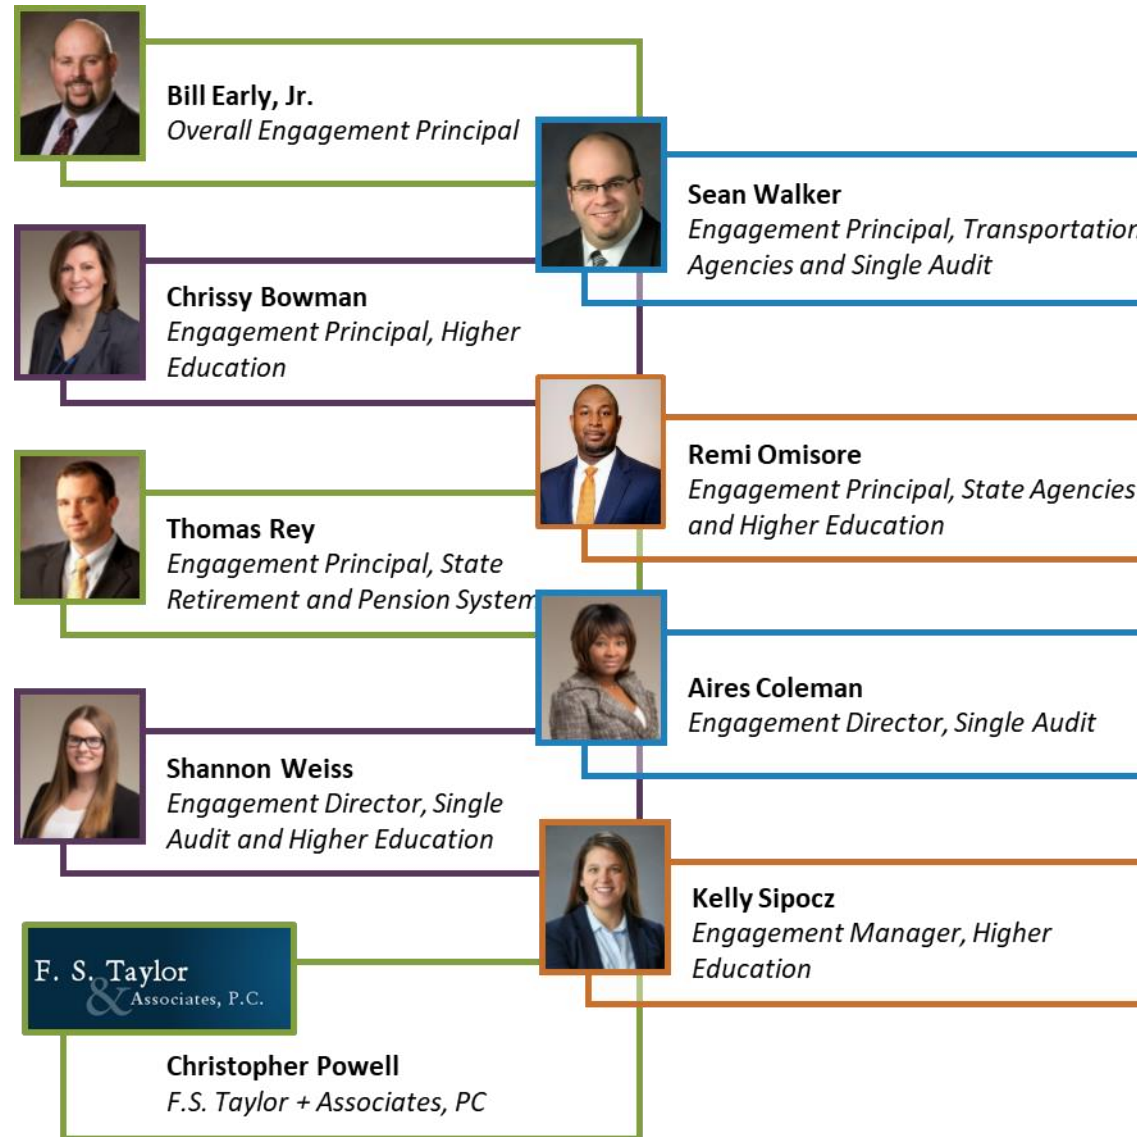 Bill Early, Jr.
Overall Engagement Principal
Sean Walker
Engagement Principal, Transportation
Agencies and Single Audit
Chrissy Bowman
Engagement Principal, Higher
Education
Remi Omisore
Engagement Principal, State Agencies
and Higher Education
Thomas Rey
Engagement Principal, State
Retirement and Pension System
Aires Coleman
Engagement Director, Single Audit
Shannon Weiss
Engagement Director, Single
Audit and Higher Education
Kelly Sipocz
Engagement Manager, Higher
Education
F. S. Taylor
& Associates, P.C.
Christopher Powell
F.S. Taylor + Associates, PC